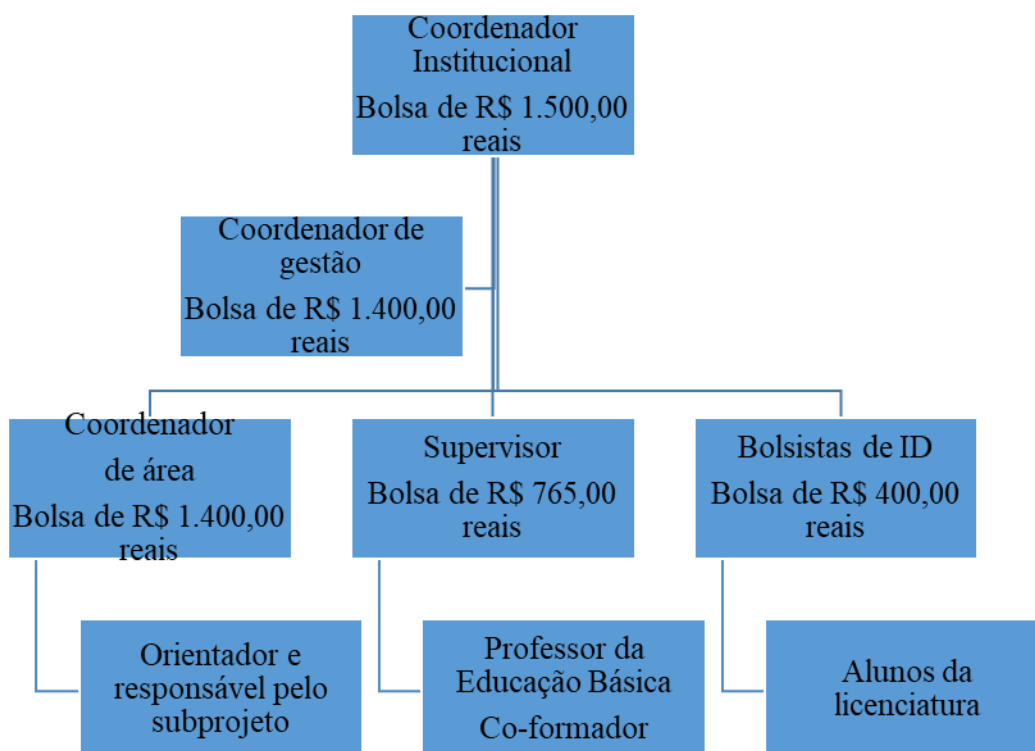 Coordenador
Institucional
Bolsa de R$ 1.500,00
reais
Coordenador de
gestão
Bolsa de R$ 1.400,00
reais
Coordenador
de área
Bolsa de R$ 1.400,00
reais
Supervisor
Bolsa de R$ 765,00
reais
Bolsistas de ID
Bolsa de R$ 400,00
reais
Orientador e
responsável pelo
subprojeto
Professor da
Educação Básica
Co-formador
Alunos da
licenciatura